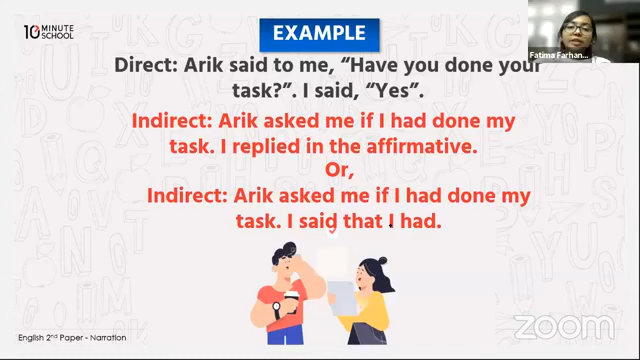 10 MINUTE
SCHOOL
EXAMPLE
Fatima Farhan...
Direct: Arik said to me, “Have you done your
task?”. I said, “Yes”.
Indirect: Arik asked me if I had done my
task. I replied in the affirmative.
Or,
Indirect: Arik asked me if I had done my
task. I said that I had.
English 2nd Paper - Narration
zoom